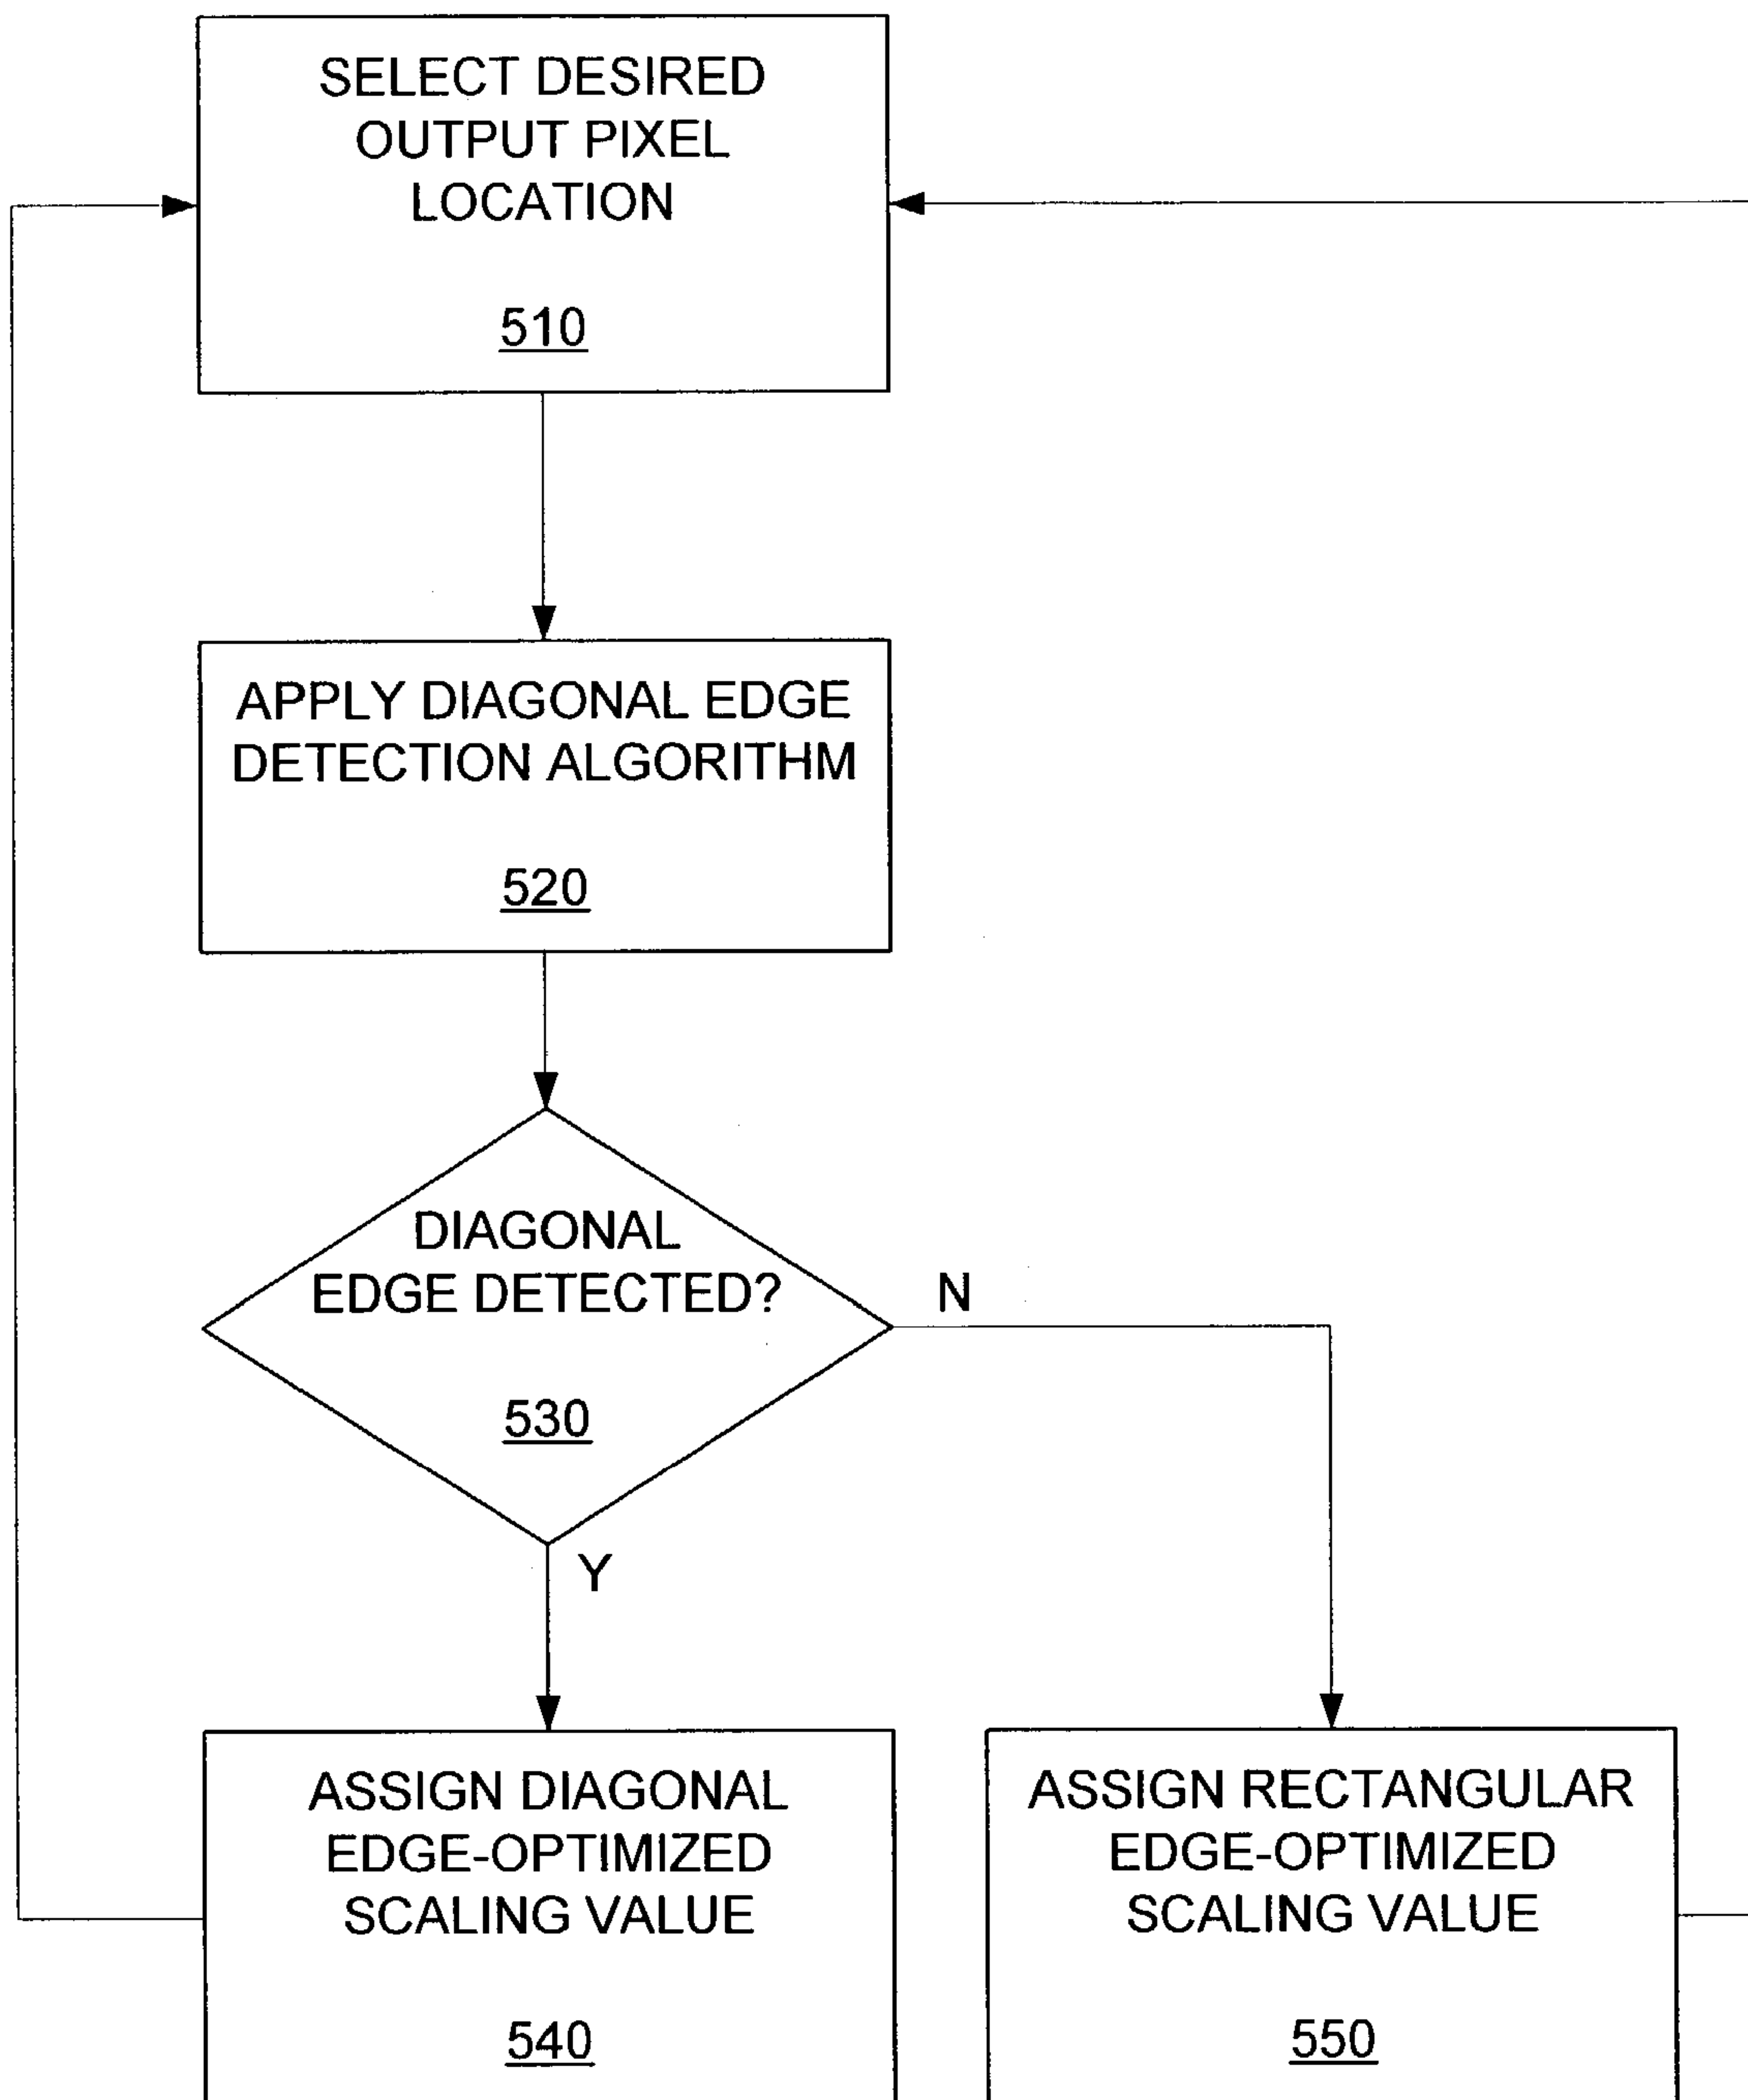 SELECT DESIRED
OUTPUT PIXEL
LOCATION
510
APPLY DIAGONAL EDGE
DETECTION ALGORITHM
520
DIAGONAL
EDGE DETECTED?
530
N
Y
ASSIGN DIAGONAL
EDGE-OPTIMIZED
SCALING VALUE
540
ASSIGN RECTANGULAR
EDGE-OPTIMIZED
SCALING VALUE
550